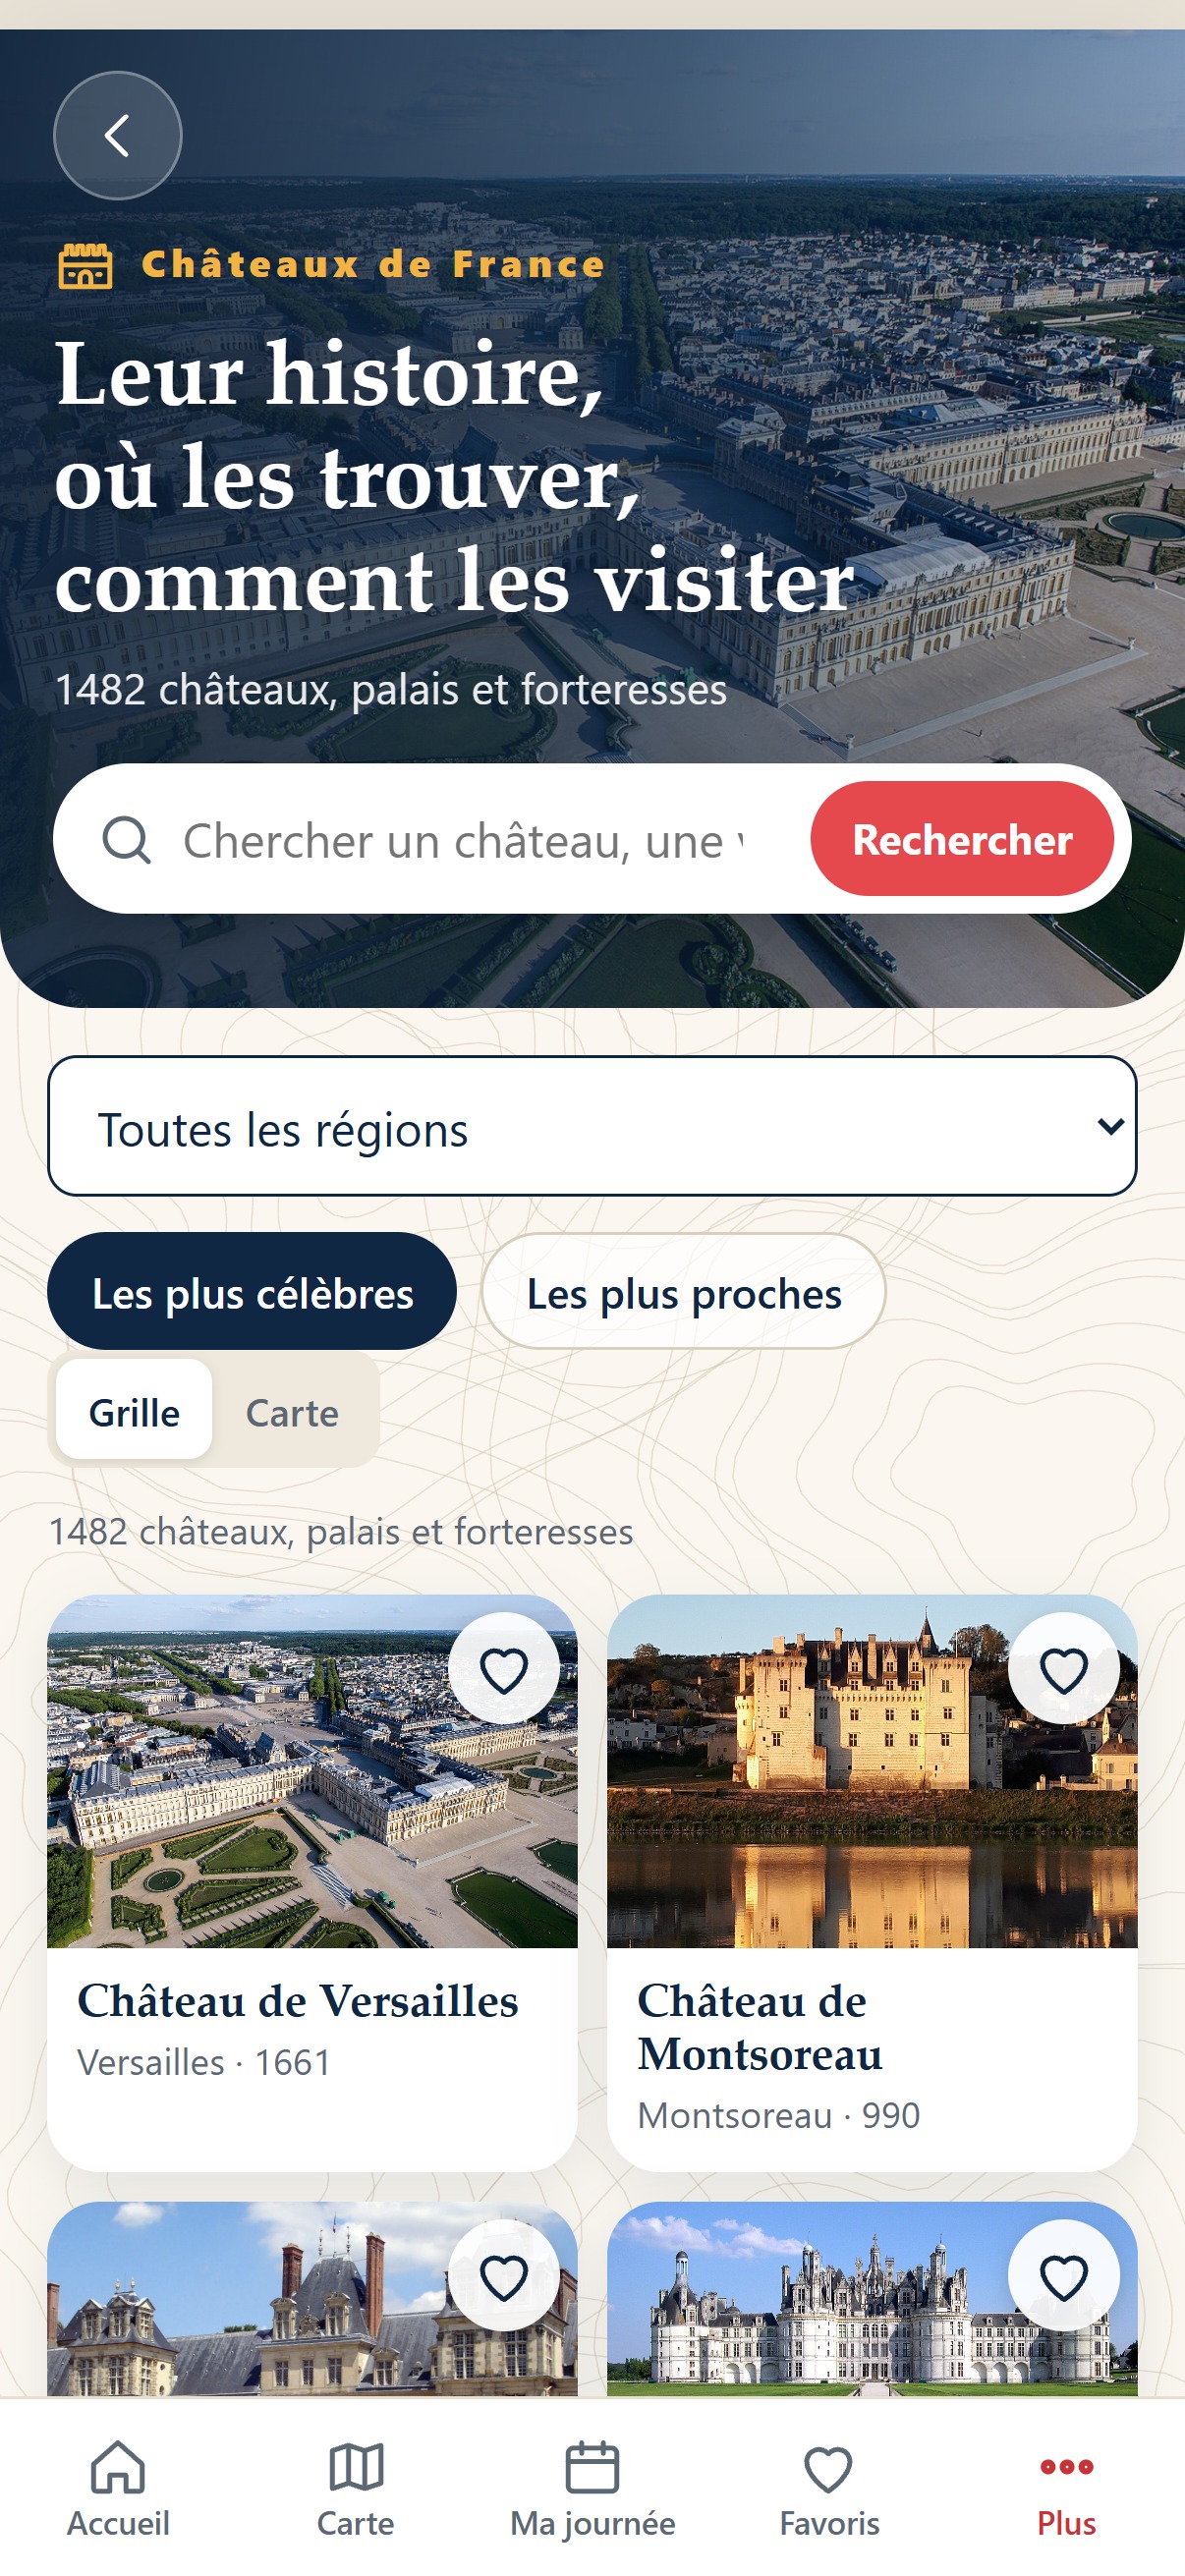 Châteaux de France
Leur histoire,
où les trouver,
comment les visiter
1482 châteaux, palais et forteresses
Chercher un château, une
Rechercher
Toutes les régions
Les plus célèbres
Les plus proches
Grille
Carte
1482 châteaux, palais et forteresses
Château de Versailles
Versailles · 1661
Château de
Montsoreau
Montsoreau · 990
Accueil
Carte
Ma journée
Favoris
Plus